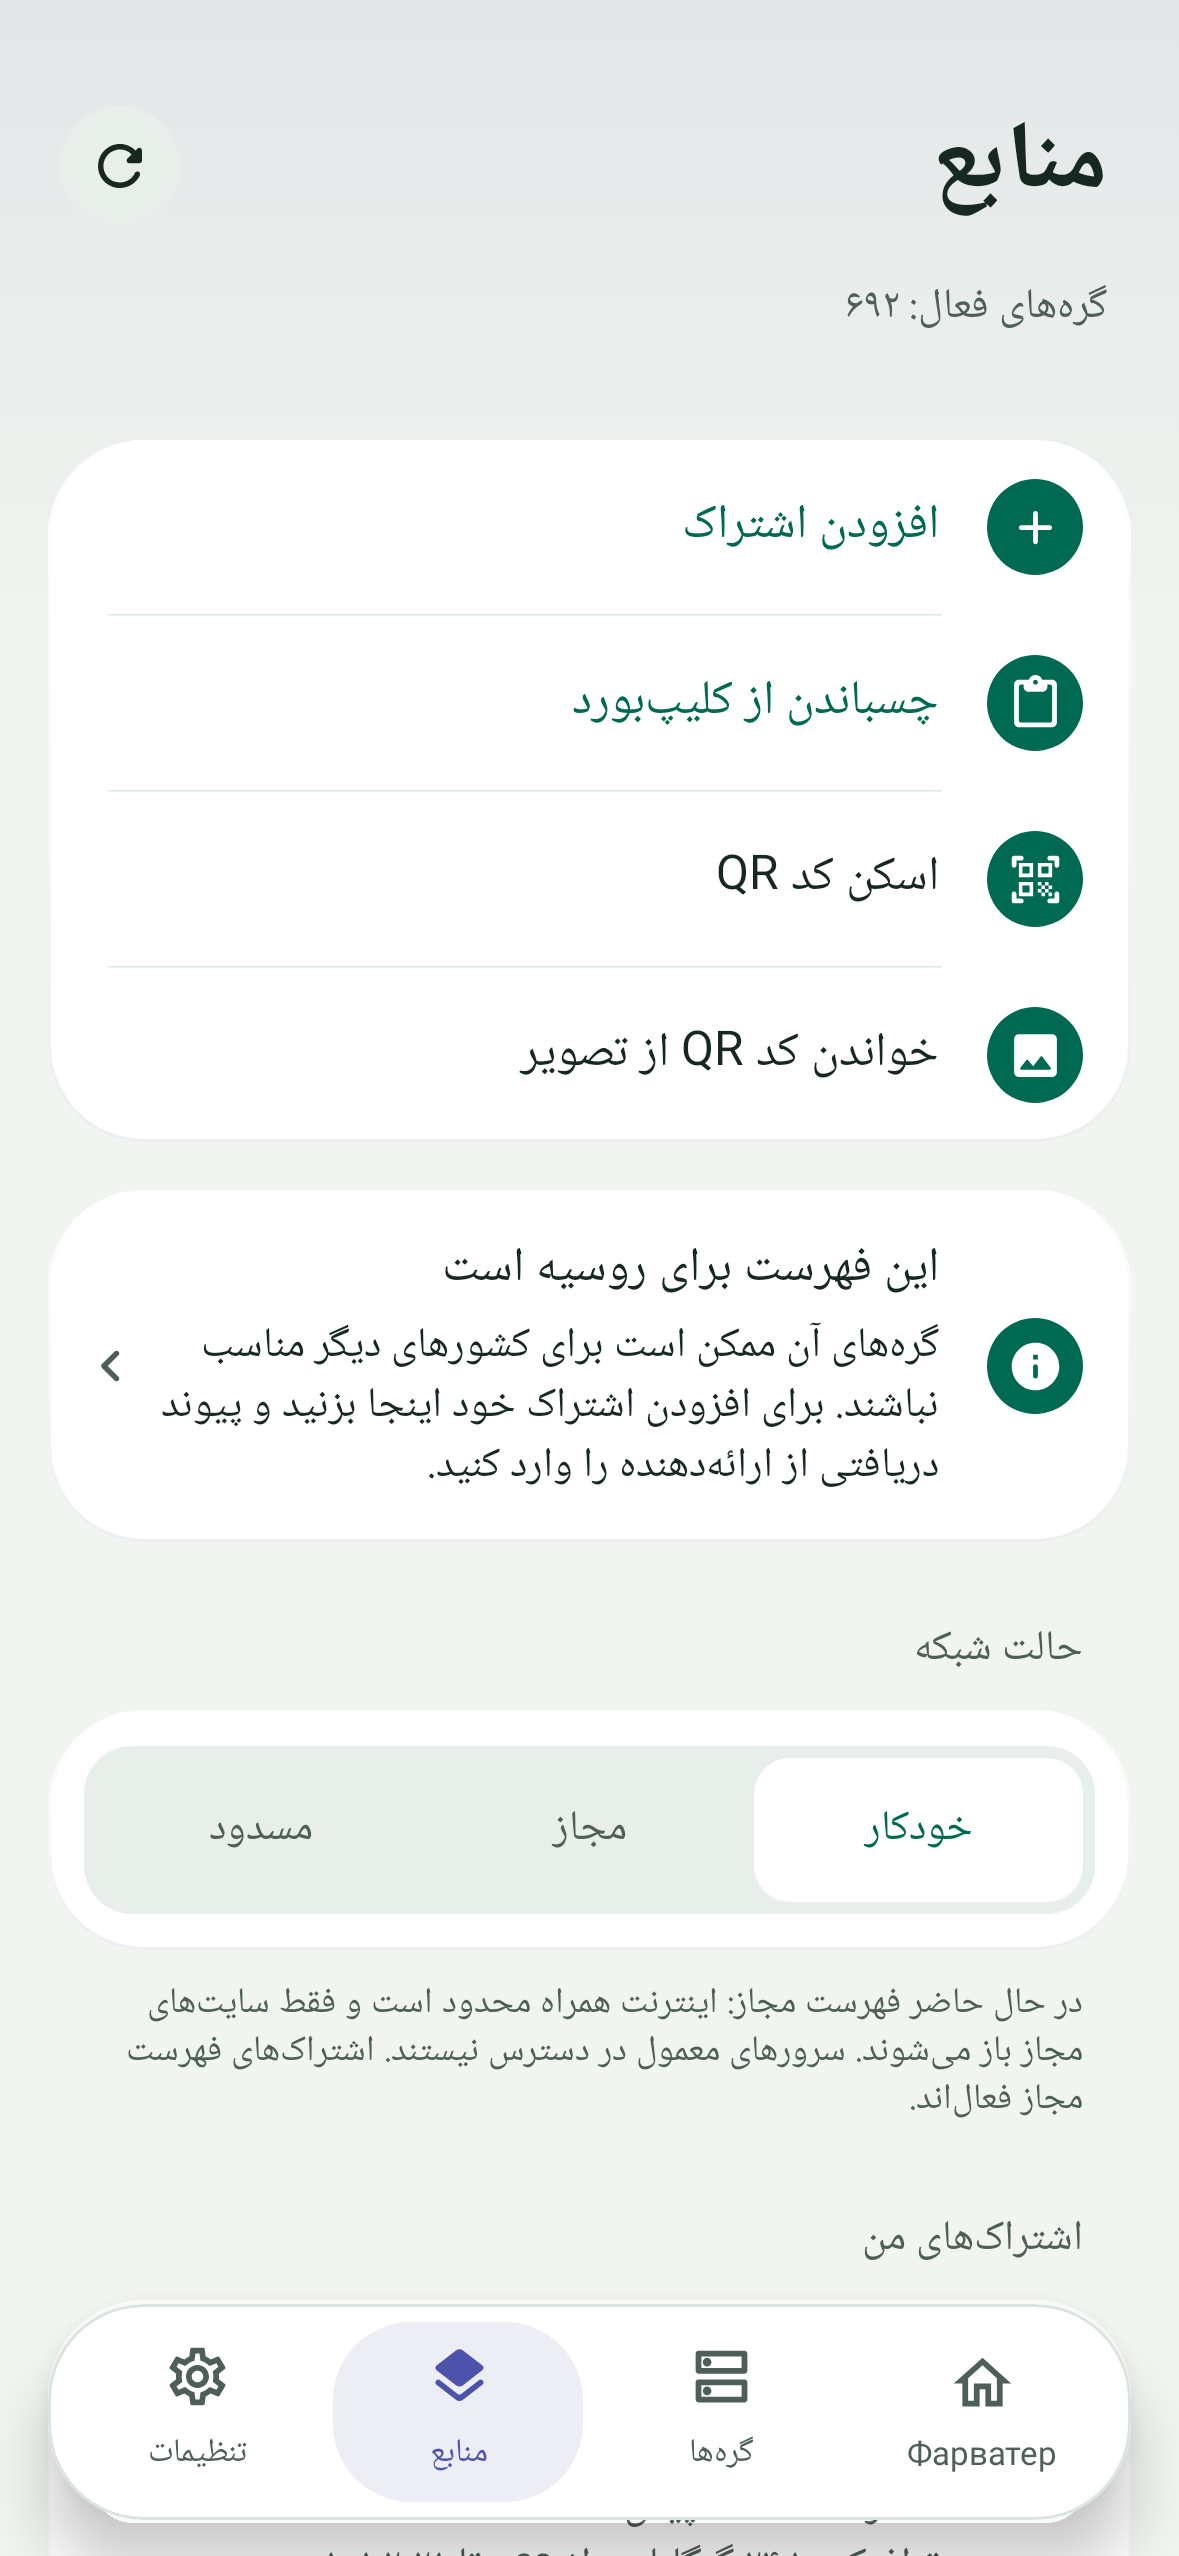 منابع
گره‌های فعال: ۶۹۲
افزودن اشتراک
چسباندن از کلیپ‌بورد
اسکن کد QR
خواندن کد QR از تصویر
این فهرست برای روسیه است
گره‌های آن ممکن است برای کشورهای دیگر مناسب
نباشند. برای افزودن اشتراک خود اینجا بزنید و پیوند
دریافتی از ارائه‌دهنده را وارد کنید.
حالت شبکه
خودکار
مجاز
مسدود
در حال حاضر فهرست مجاز: اینترنت همراه محدود است و فقط سایت‌های
مجاز باز می‌شوند. سرورهای معمول در دسترس نیستند. اشتراک‌های فهرست
مجاز فعال‌اند.
اشتراک‌های من
Фарватер
گره‌ها
منابع
تنظیمات